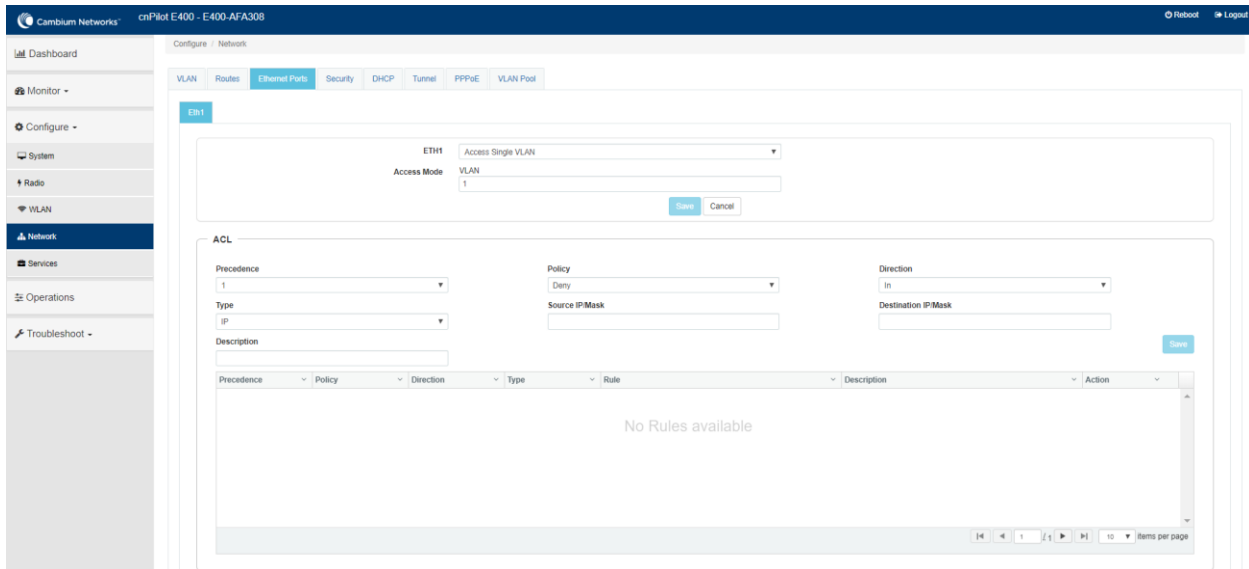 Cambium Networks™ cnPilot E400 - E400-AFA308 Reboot Logout
Dashboard
Monitor
Configure
System
Radio
WLAN
Network
Services
Operations
Troubleshoot
Configure / Network
VLAN Routes Ethernet Ports Security DHCP Tunnel PPPoE VLAN Pool
Eth1
ETH1 Access Single VLAN
Access Mode VLAN
1
Save Cancel
ACL
Precedence Policy Direction
1 Deny In
Type Source IP/Mask Destination IP/Mask
IP
Description
Save
Precedence Policy Direction Type Rule Description Action
No Rules available
1 / 1 10 items per page